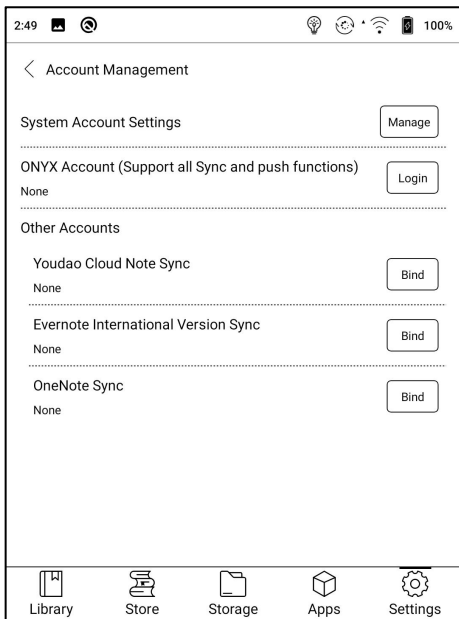 2:49
100%
Account Management
System Account Settings
Manage
ONYX Account (Support all Sync and push functions)
None
Login
Other Accounts
Youdao Cloud Note Sync
None
Bind
Evernote International Version Sync
None
Bind
OneNote Sync
None
Bind
Library
Store
Storage
Apps
Settings